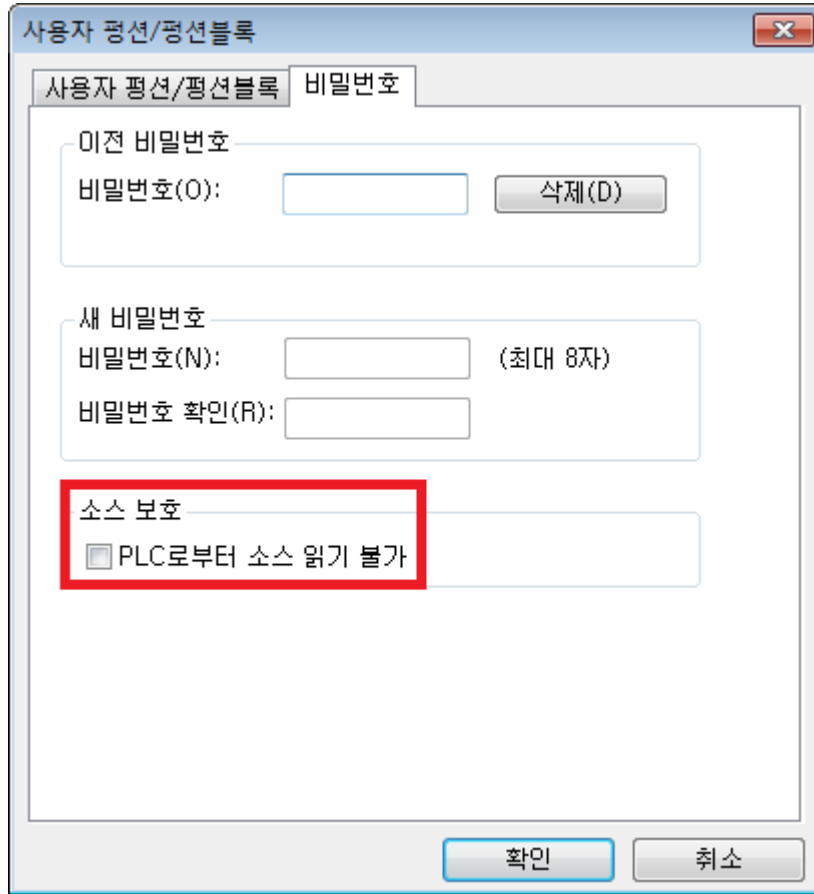 사용자 펑션/펑션블록
사용자 펑션/펑션블록 비밀번호
이전 비밀번호
비밀번호(O): 삭제(D)
새 비밀번호
비밀번호(N): (최대 8자)
비밀번호 확인(R):
소스 보호
PLC로부터 소스 읽기 불가
확인 취소